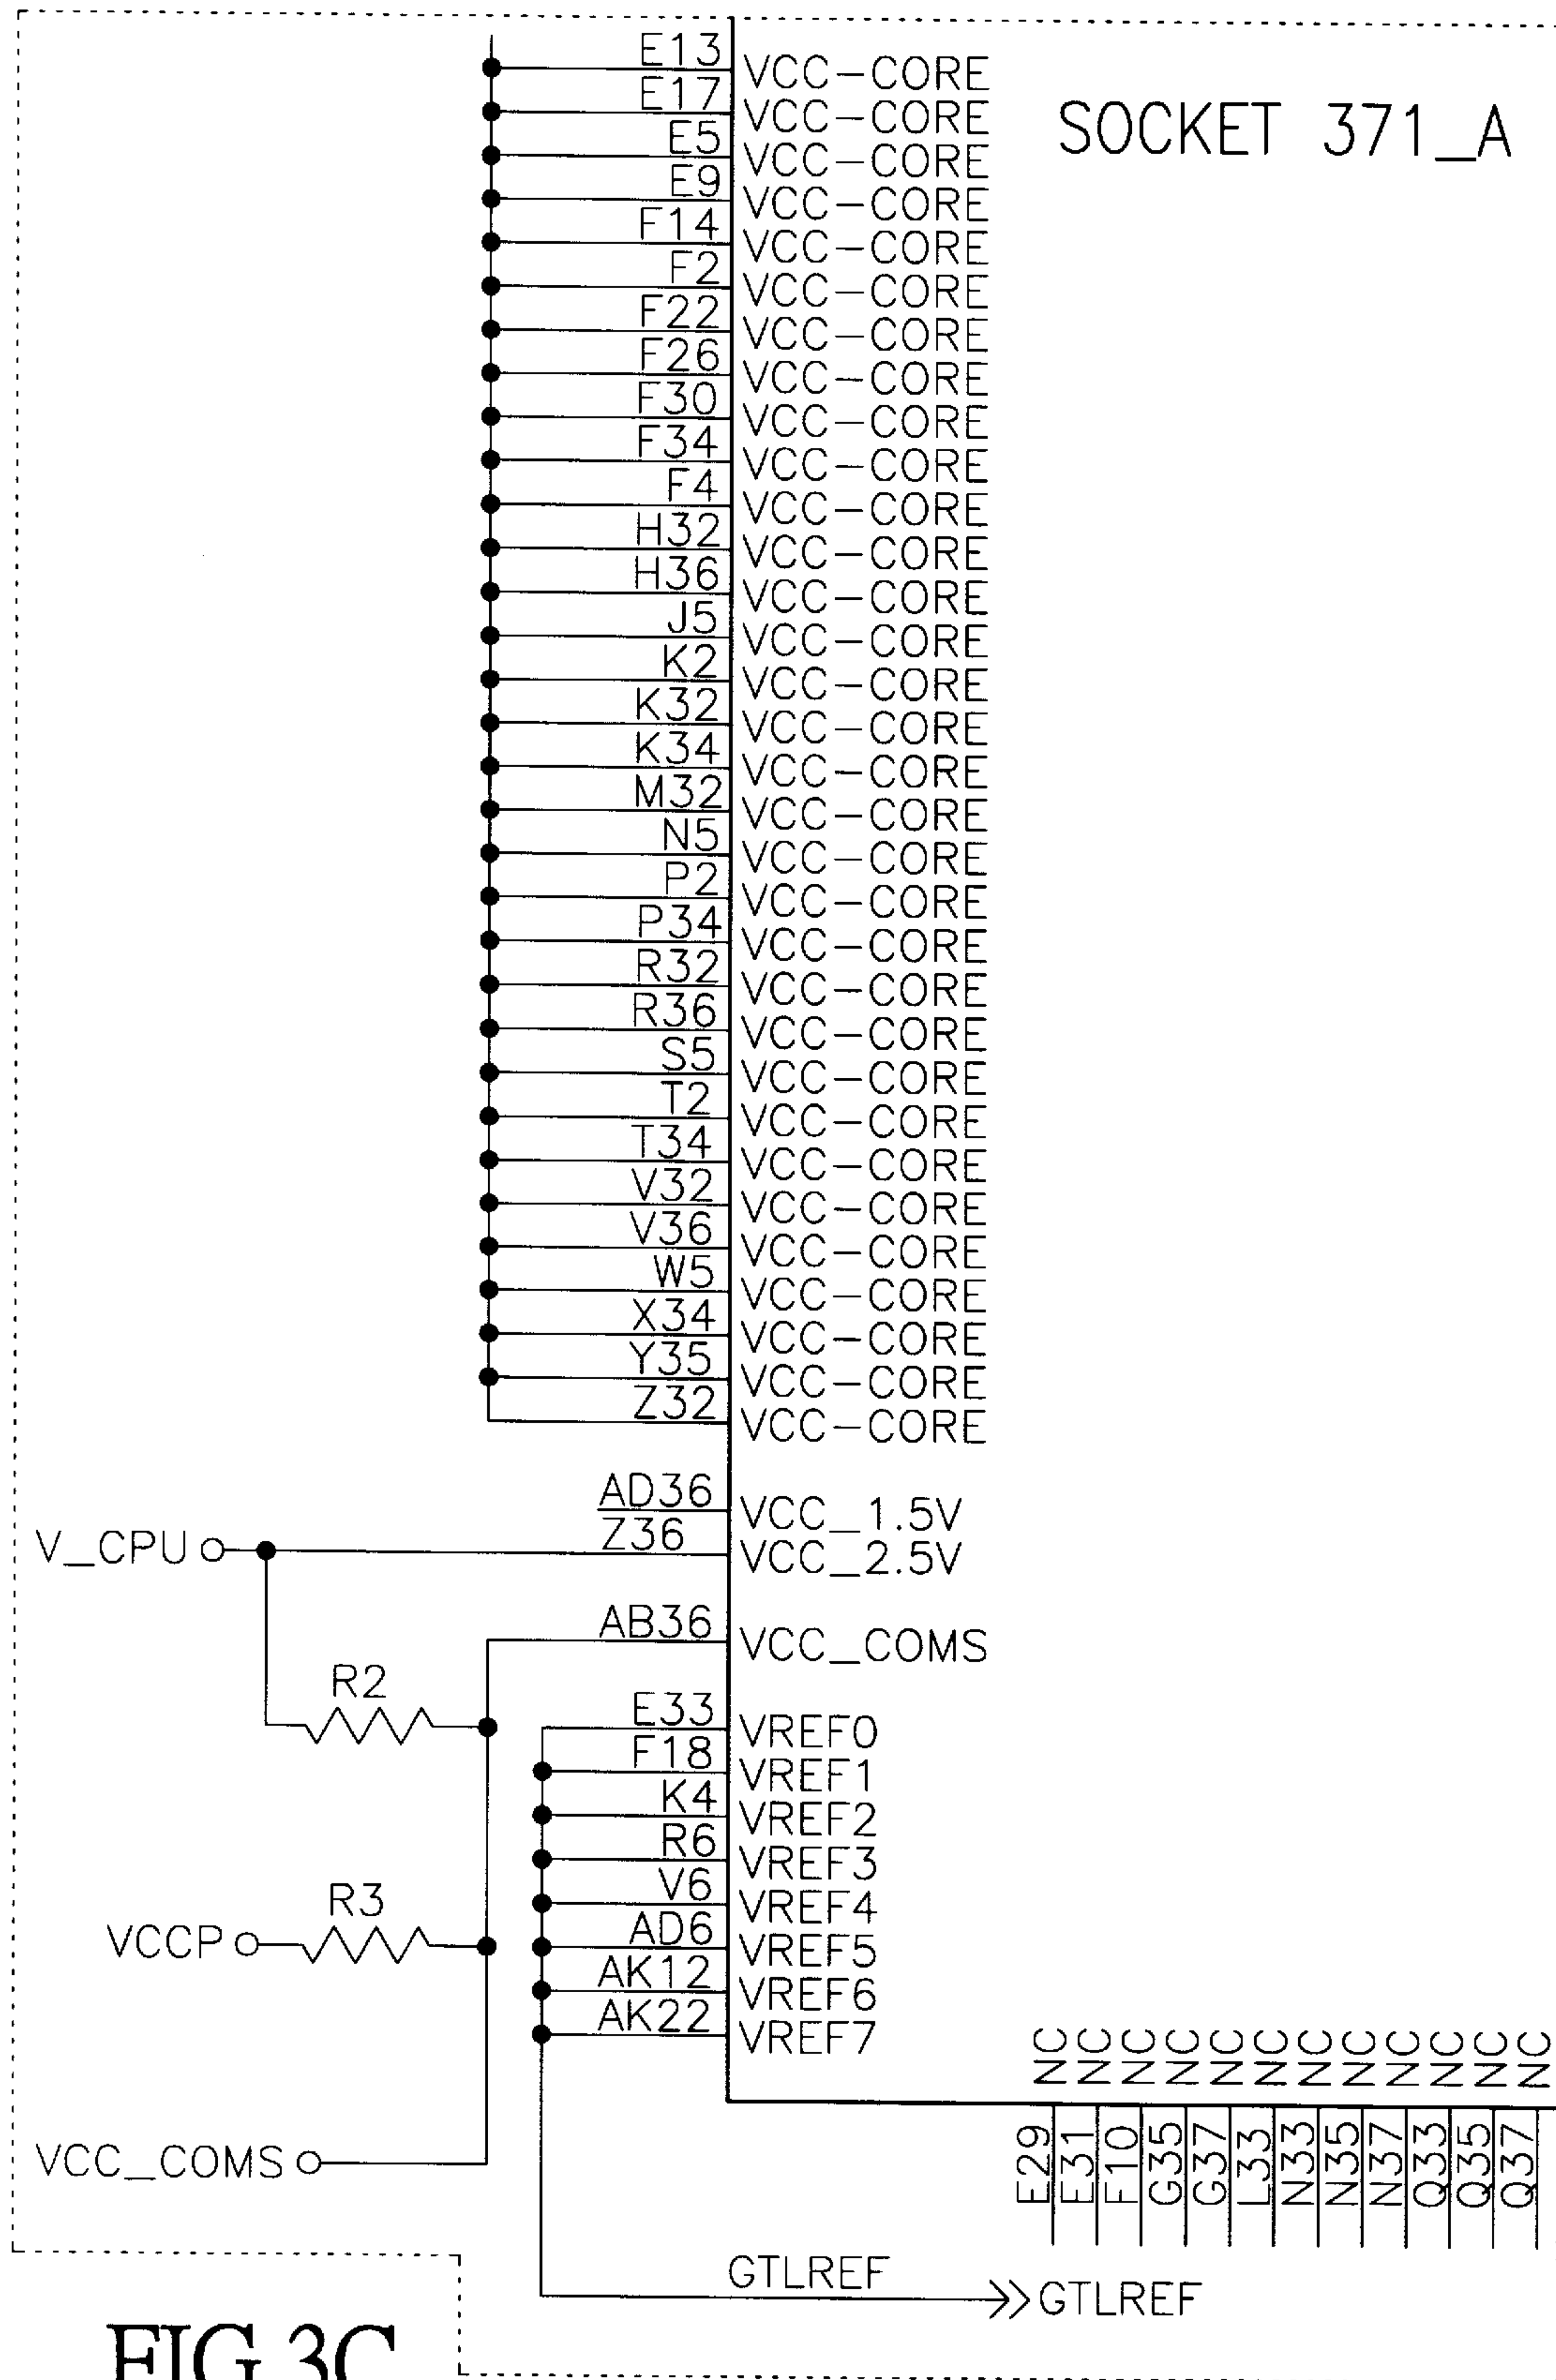 SOCKET 371_A
E13 VCC-CORE
E17 VCC-CORE
E5 VCC-CORE
E9 VCC-CORE
F14 VCC-CORE
F2 VCC-CORE
F22 VCC-CORE
F26 VCC-CORE
F30 VCC-CORE
F34 VCC-CORE
F4 VCC-CORE
H32 VCC-CORE
H36 VCC-CORE
J5 VCC-CORE
K2 VCC-CORE
K32 VCC-CORE
K34 VCC-CORE
M32 VCC-CORE
N5 VCC-CORE
P2 VCC-CORE
P34 VCC-CORE
R32 VCC-CORE
R36 VCC-CORE
S5 VCC-CORE
T2 VCC-CORE
T34 VCC-CORE
V32 VCC-CORE
V36 VCC-CORE
W5 VCC-CORE
X34 VCC-CORE
Y35 VCC-CORE
Z32 VCC-CORE
AD36 VCC_1.5V
V_CPU Z36 VCC_2.5V
AB36 VCC_COMS
R2
E33 VREF0
F18 VREF1
K4 VREF2
R6 VREF3
V6 VREF4
R3
VCCP AD6 VREF5
AK12 VREF6
AK22 VREF7
NC NC NC NC NC NC NC NC NC NC NC NC
E29 E31 F10 G35 G37 L33 N33 N35 N37 Q33 Q35 Q37
VCC_COMS
GTLREF GTLREF
FIG.3C